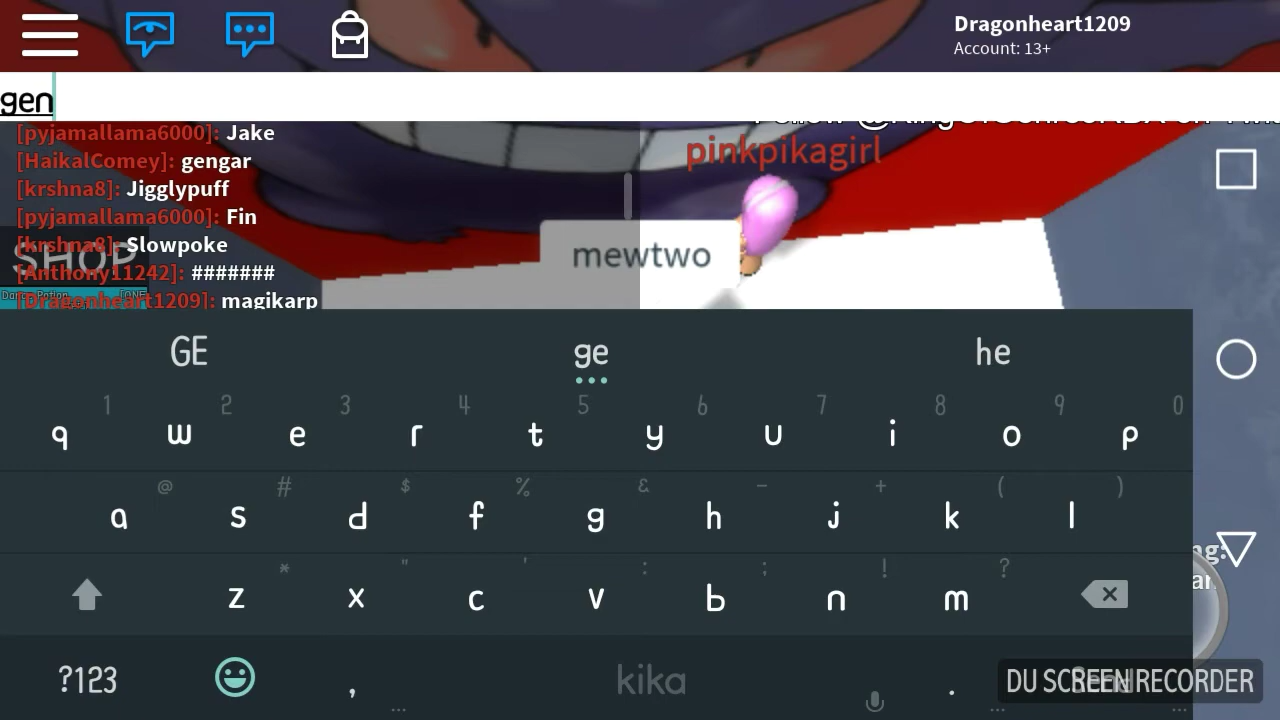 Dragonheart1209
Account: 13+
gen
[pyjamallama6000]: Jake
[HaikalComey]: gengar
[krshna8]: Jigglypuff
[pyjamallama6000]: Fin
[krshna8]: Slowpoke
[Anthony11242]: #######
[Dragonheart1209]: magikarp
SHOP
pinkpikagirl
mewtwo
GE ge he
1 2 3 4 5 6 7 8 9 0
q w e r t y u i o p
@ # $ % & - + ( )
a s d f g h j k l
* " ' : ; ! ?
z x c v b n m
?123 , kika .
DU SCREEN RECORDER